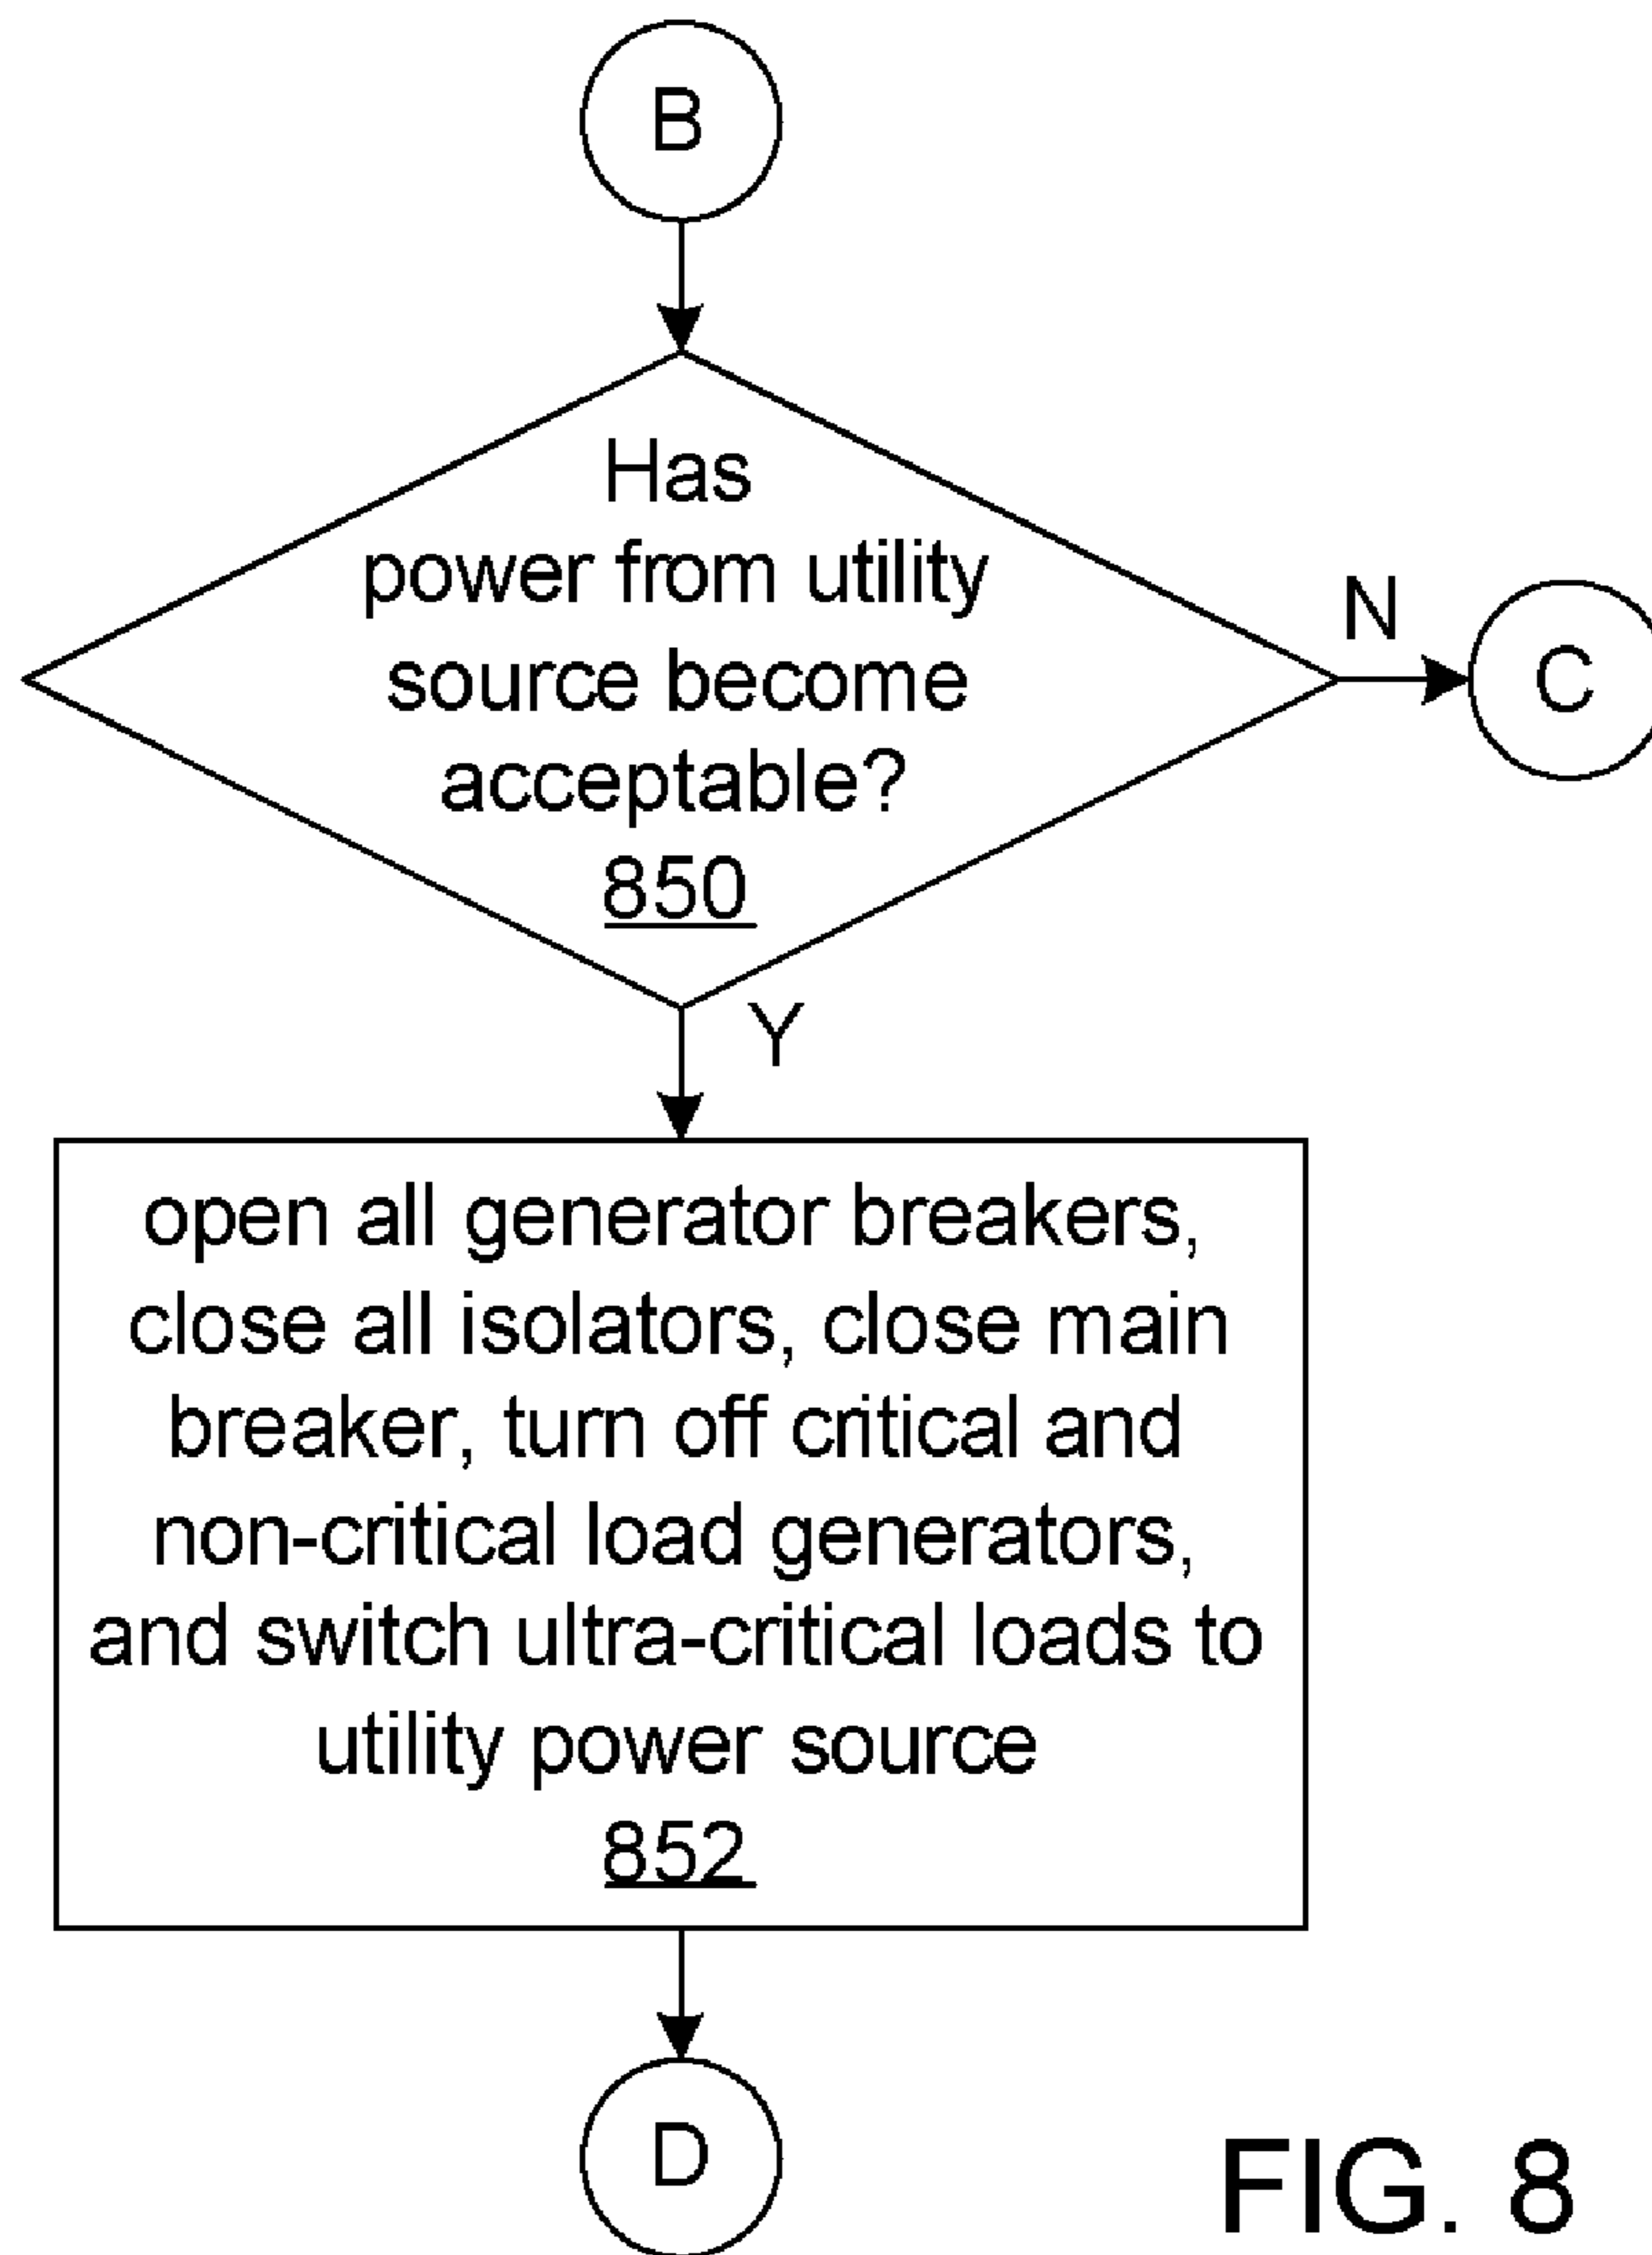 B
Has
power from utility
source become
acceptable?
850
N
C
Y
open all generator breakers,
close all isolators, close main
breaker, turn off critical and
non-critical load generators,
and switch ultra-critical loads to
utility power source
852
D
FIG. 8